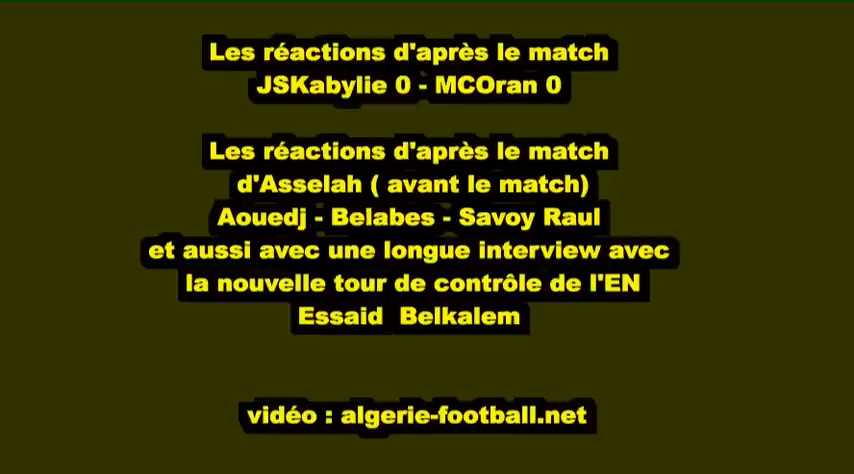 Les réactions d'après le match
JSKabylie 0 - MCOran 0
Les réactions d'après le match
d'Asselah ( avant le match)
Aouedj - Belabes - Savoy Raul
et aussi avec une longue interview avec
la nouvelle tour de contrôle de l'EN
Essaid Belkalem
vidéo : algerie-football.net